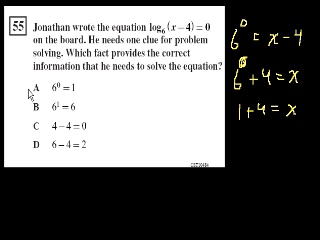 55 Jonathan wrote the equation log₆(x – 4) = 0
on the board. He needs one clue for problem
solving. Which fact provides the correct
information that he needs to solve the equation?
A 6⁰ = 1
B 6¹ = 6
C 4 – 4 = 0
D 6 – 4 = 2
6⁰ = x - 4
6⁰ + 4 = x
1 + 4 = x